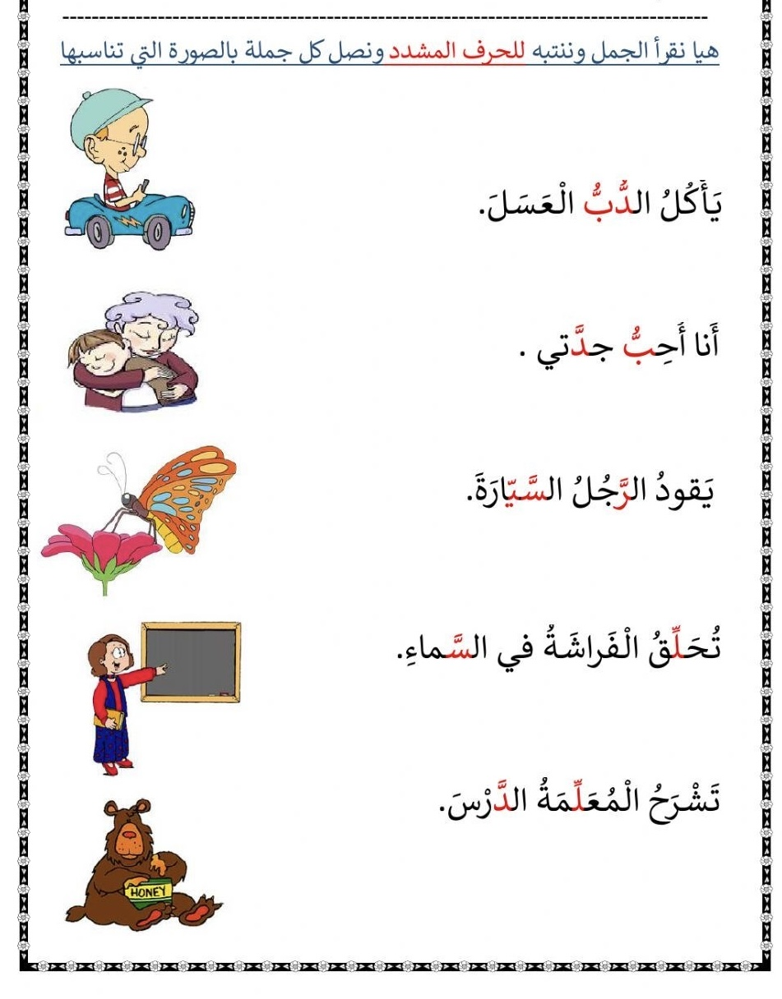 هيا نقرأ الجمل وننتبه للحرف المشدد ونصل كل جملة بالصورة التي تناسبها
يَأْكُلُ الدُّبُّ الْعَسَلَ.
أَنا أُحِبُّ جدَّتي .
يَقودُ الرَّجُلُ السَّيّارَةَ.
تُحَلِّقُ الْفَراشَةُ في السَّماءِ.
تَشْرَحُ الْمُعَلِّمَةُ الدَّرْسَ.
HONEY